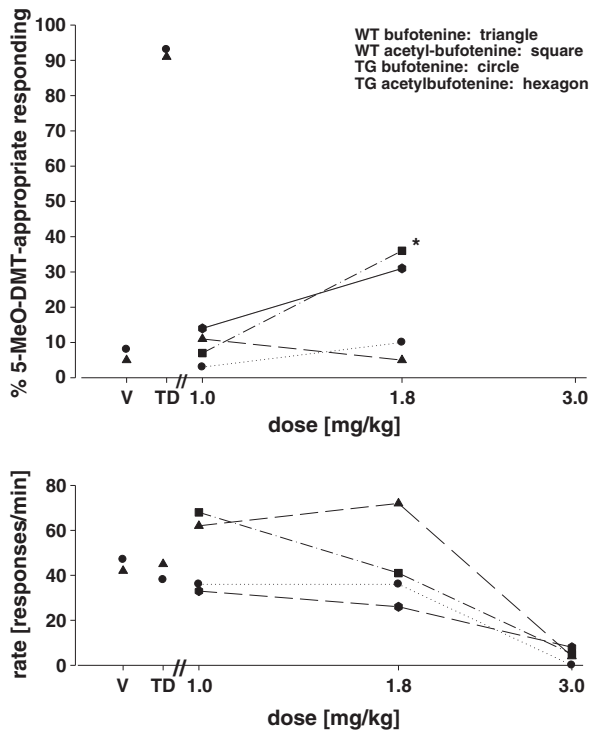 % 5-MeO-DMT-appropriate responding
100
90
80
70
60
50
40
30
20
10
0
WT bufotenine: triangle
WT acetyl-bufotenine: square
TG bufotenine: circle
TG acetylbufotenine: hexagon
*
V TD // 1.0 1.8 3.0
dose [mg/kg]
rate [responses/min]
80
60
40
20
0
V TD // 1.0 1.8 3.0
dose [mg/kg]